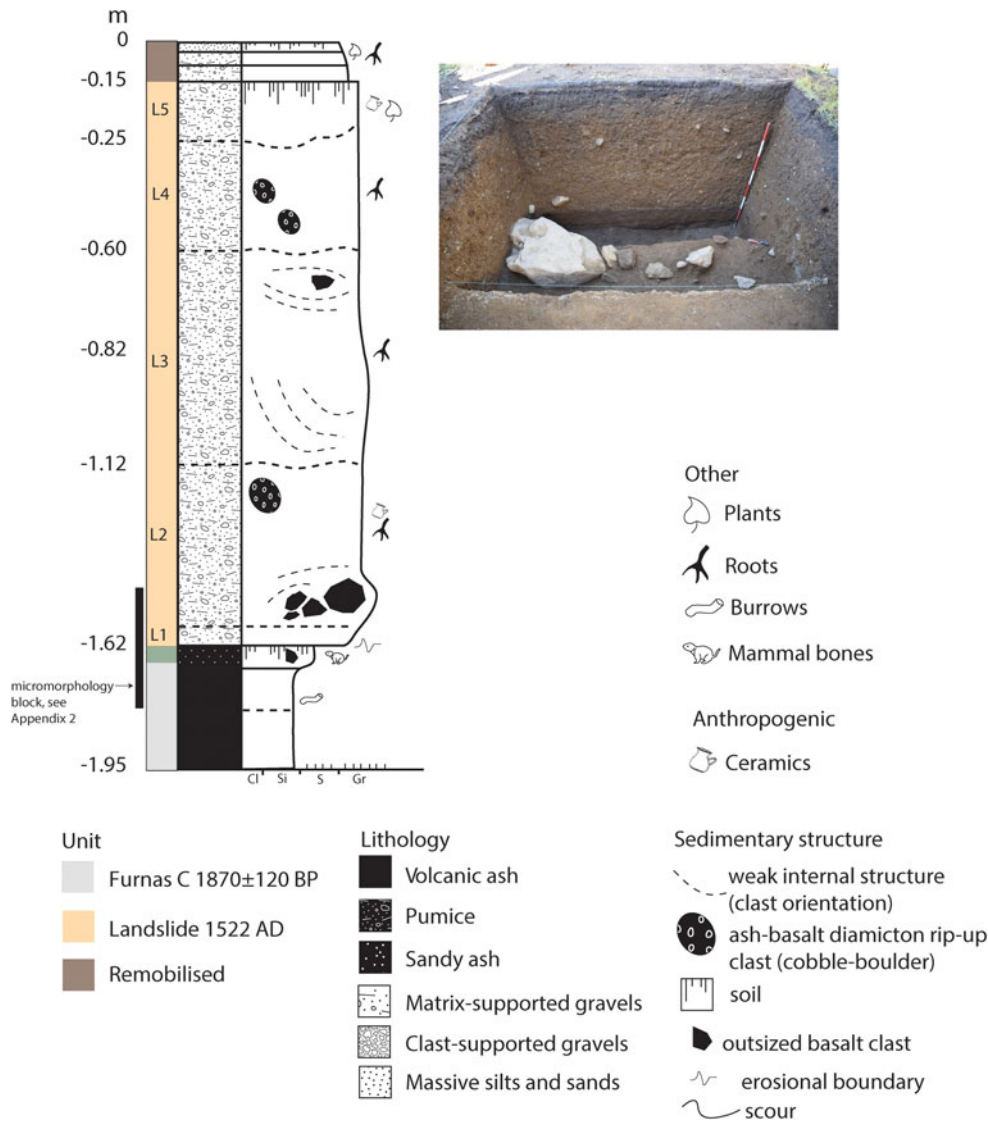 m
0
-0.15
L5
-0.25
L4
-0.60
-0.82
L3
-1.12
L2
L1
-1.62
micromorphology
block, see
Appendix 2
-1.95
Cl Si S Gr
Other
Plants
Roots
Burrows
Mammal bones
Anthropogenic
Ceramics
Unit
Furnas C 1870±120 BP
Landslide 1522 AD
Remobilised
Lithology
Volcanic ash
Pumice
Sandy ash
Matrix-supported gravels
Clast-supported gravels
Massive silts and sands
Sedimentary structure
weak internal structure
(clast orientation)
ash-basalt diamicton rip-up
clast (cobble-boulder)
soil
outsized basalt clast
erosional boundary
scour